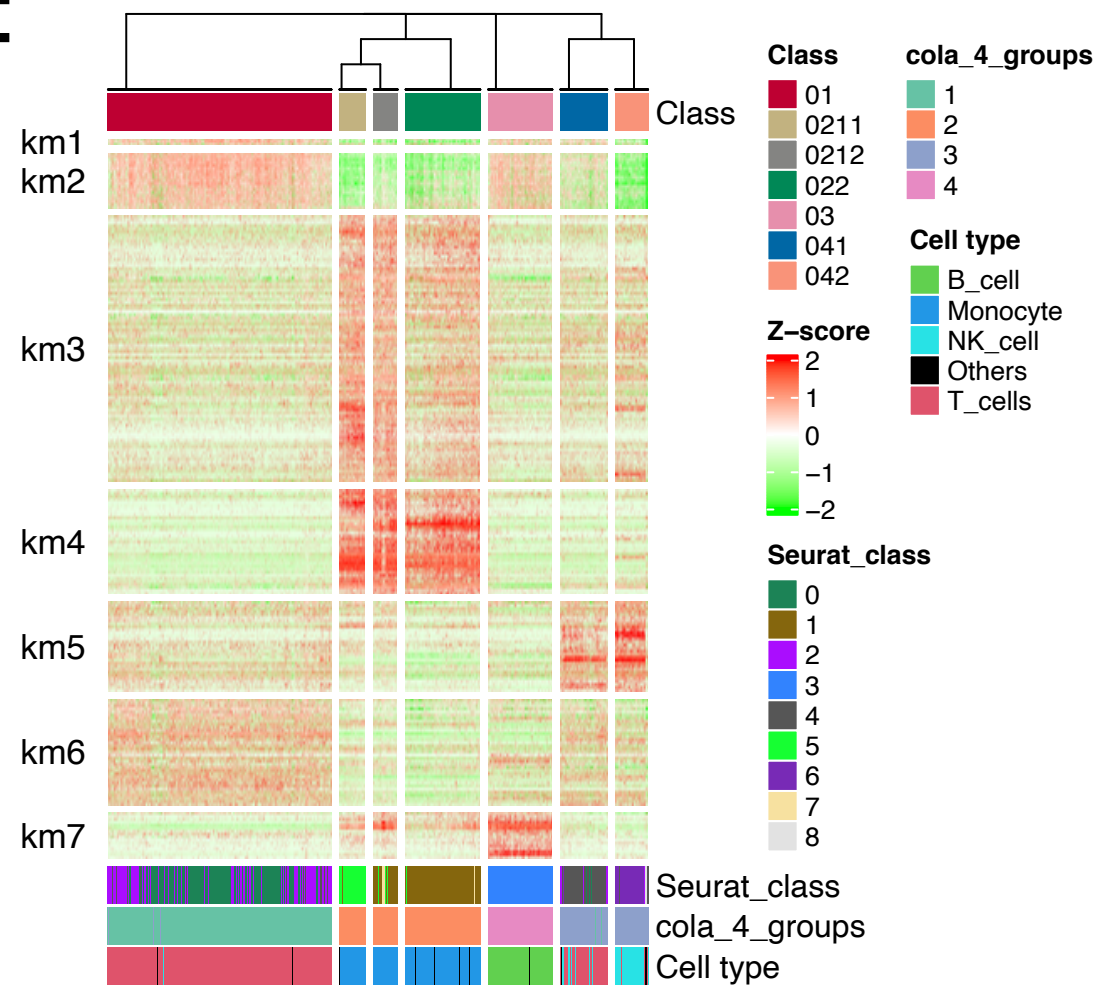 Class
km1
km2
km3
km4
km5
km6
km7
Seurat_class
cola_4_groups
Cell type
Class
01
0211
0212
022
03
041
042
Z−score
2
1
0
−1
−2
Seurat_class
0
1
2
3
4
5
6
7
8
cola_4_groups
1
2
3
4
Cell type
B_cell
Monocyte
NK_cell
Others
T_cells